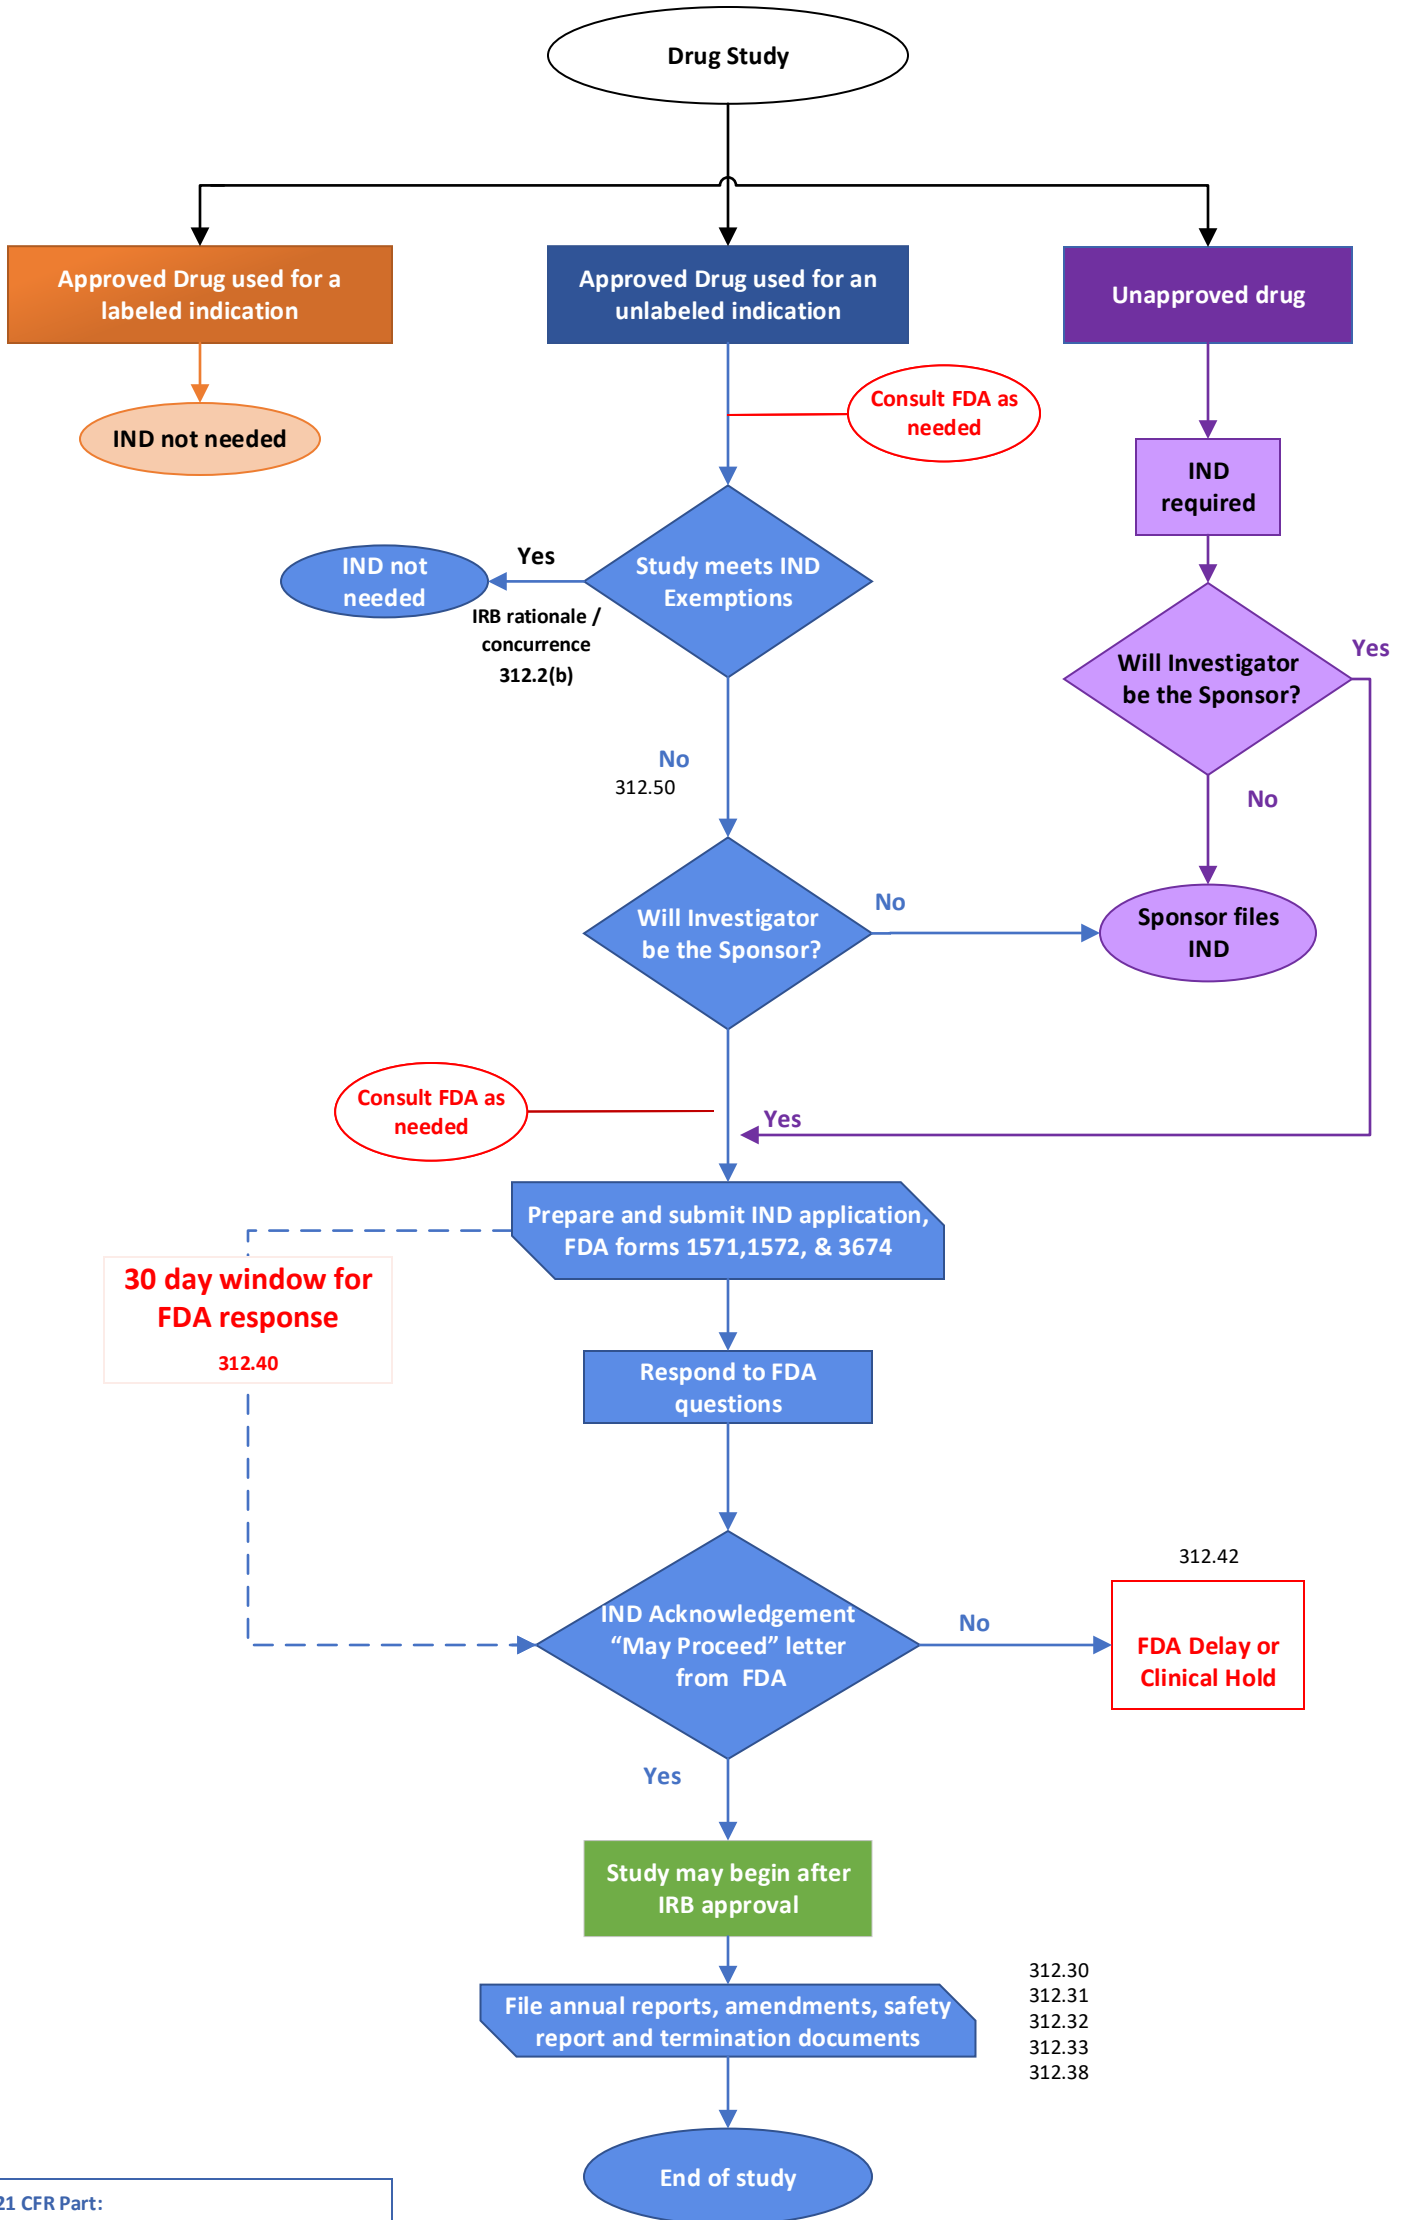 Drug Study
Approved Drug used for a
labeled indication
Approved Drug used for an
unlabeled indication
Unapproved drug
Consult FDA as
needed
IND not needed
IND
required
Study meets IND
Exemptions
Yes
IND not
needed
IRB rationale /
concurrence
312.2(b)
Will Investigator
be the Sponsor?
Yes
No
312.50
No
Will Investigator
be the Sponsor?
No
Sponsor files
IND
Consult FDA as
needed
Yes
Prepare and submit IND application,
FDA forms 1571,1572, & 3674
30 day window for
FDA response
312.40
Respond to FDA
questions
312.42
IND Acknowledgement
“May Proceed” letter
from FDA
No
FDA Delay or
Clinical Hold
Yes
Study may begin after
IRB approval
312.30
312.31
312.32
312.33
312.38
File annual reports, amendments, safety
report and termination documents
End of study
21 CFR Part: